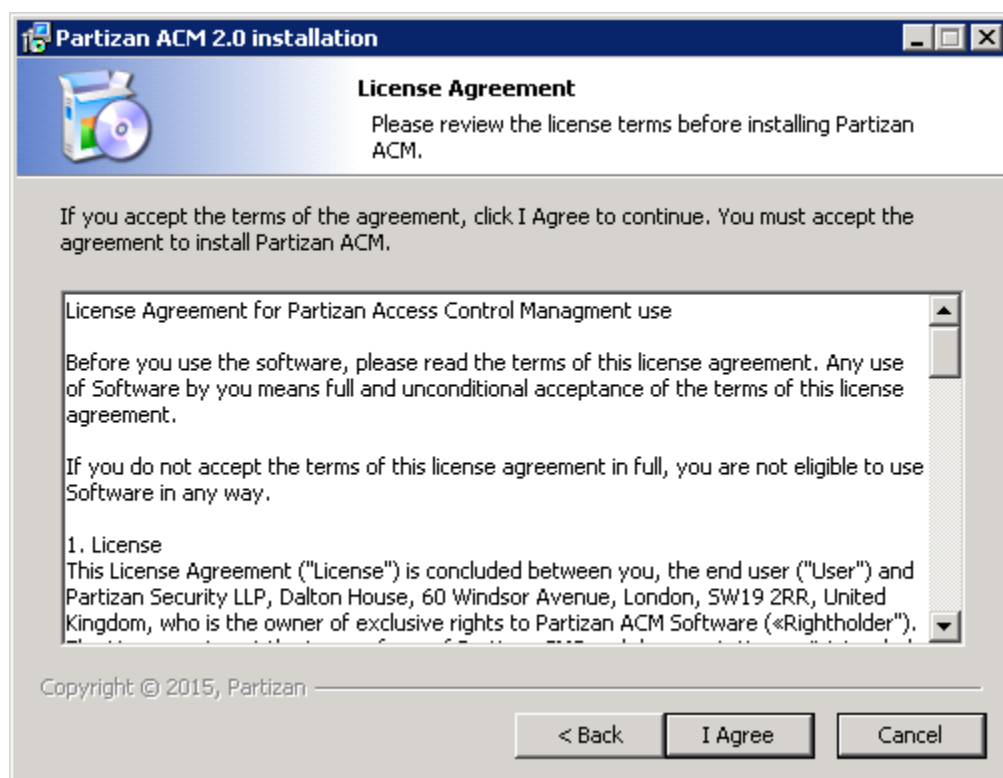 Partizan ACM 2.0 installation
License Agreement
Please review the license terms before installing Partizan
ACM.
If you accept the terms of the agreement, click I Agree to continue. You must accept the
agreement to install Partizan ACM.
License Agreement for Partizan Access Control Managment use
Before you use the software, please read the terms of this license agreement. Any use
of Software by you means full and unconditional acceptance of the terms of this license
agreement.
If you do not accept the terms of this license agreement in full, you are not eligible to use
Software in any way.
1. License
This License Agreement ("License") is concluded between you, the end user ("User") and
Partizan Security LLP, Dalton House, 60 Windsor Avenue, London, SW19 2RR, United
Kingdom, who is the owner of exclusive rights to Partizan ACM Software («Rightholder").
Copyright © 2015, Partizan
< Back
I Agree
Cancel